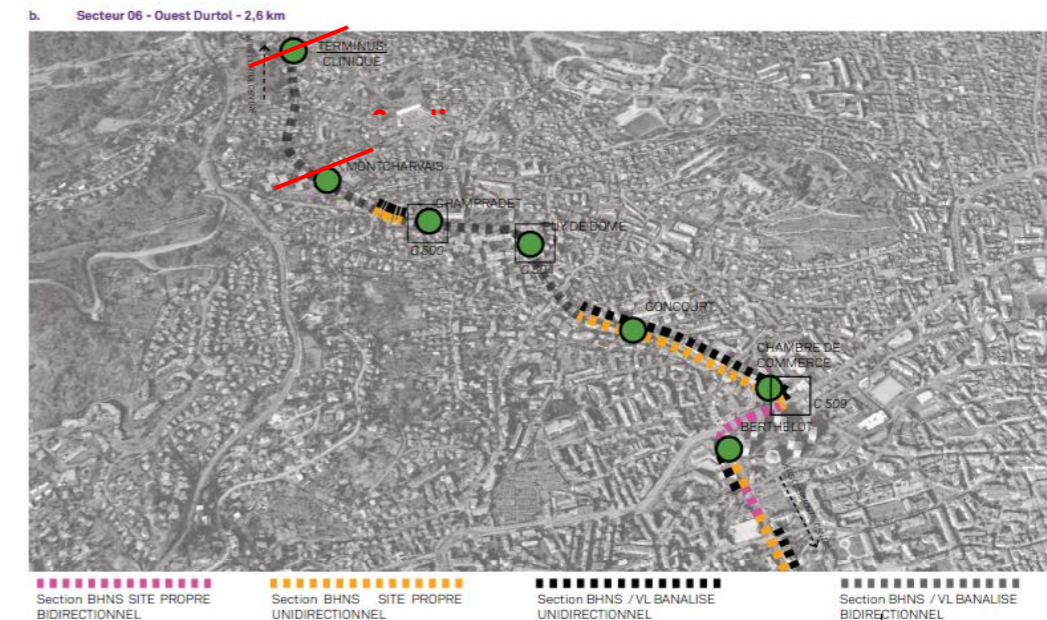 b. Secteur 06 - Ouest Durtol - 2,6 km
TERMINUS
CLINIQUE
MONTCHARVAIS
CHAMPRADET
PUY DE DOME
GONCOURT
CHAMBRE DE
COMMERCE
C 509
BERTHELOT
Section BHNS SITE PROPRE
BIDIRECTIONNEL
Section BHNS SITE PROPRE
UNIDIRECTIONNEL
Section BHNS / VL BANALISE
UNIDIRECTIONNEL
Section BHNS / VL BANALISE
BIDIRECTIONNEL